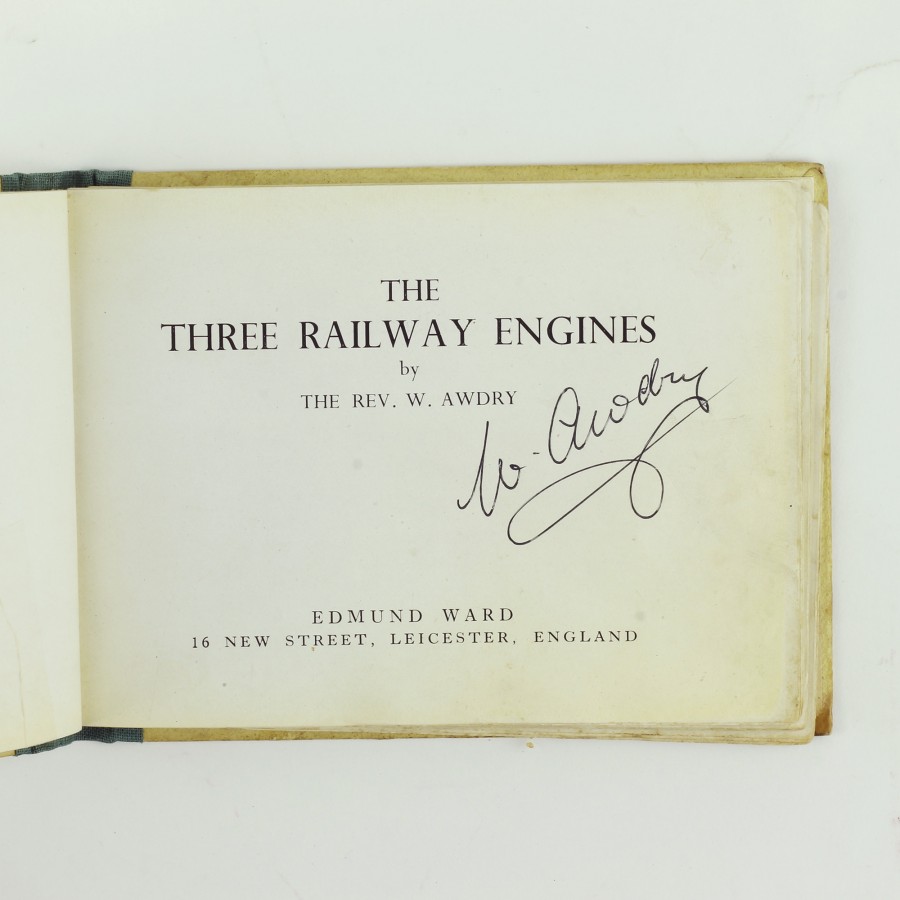 THE
THREE RAILWAY ENGINES
by
THE REV. W. AWDRY
W. Awdry
EDMUND WARD
16 NEW STREET, LEICESTER, ENGLAND